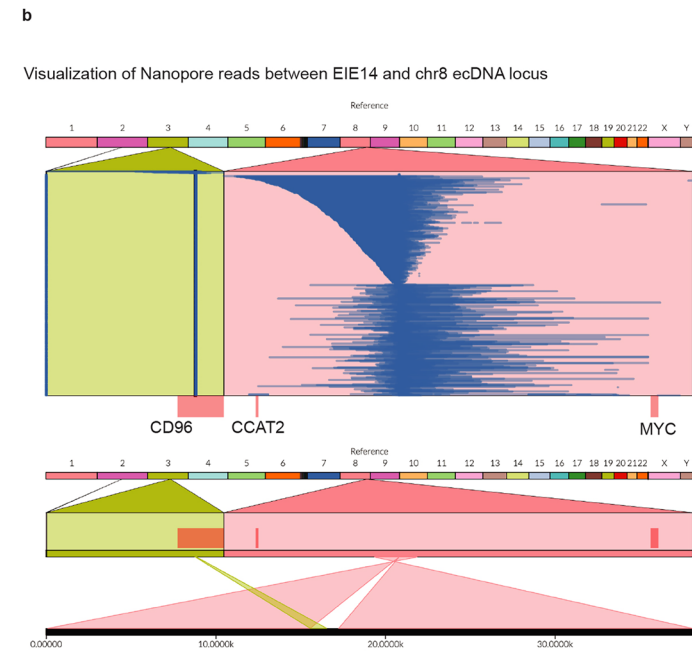 b
Visualization of Nanopore reads between EIE14 and chr8 ecDNA locus
Reference
1 2 3 4 5 6 7 8 9 10 11 12 13 14 15 16 17 18 19 20 21 22 X Y
CD96 CCAT2 MYC
Reference
1 2 3 4 5 6 7 8 9 10 11 12 13 14 15 16 17 18 19 20 21 22 X Y
0.00000 10.0000k 20.0000k 30.0000k